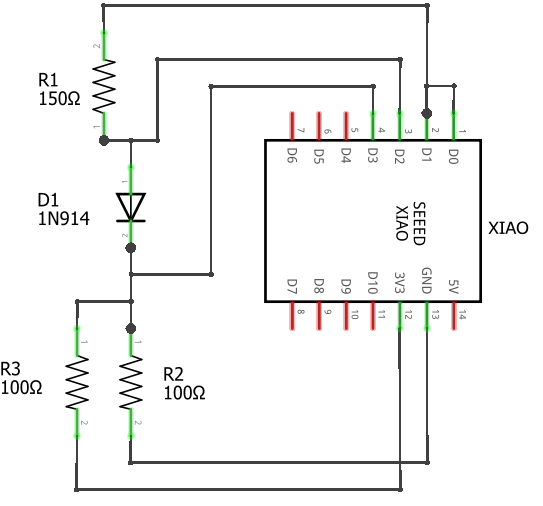 2
R1
150Ω
1
7
6
5
4
3
2
1
D6
D5
D4
D3
D2
D1
D0
1
D1
1N914
2
SEEED
XIAO
XIAO
D7
D8
D9
D10
3V3
GND
5V
8
9
10
11
12
13
14
1
1
R3
100Ω
R2
100Ω
2
2